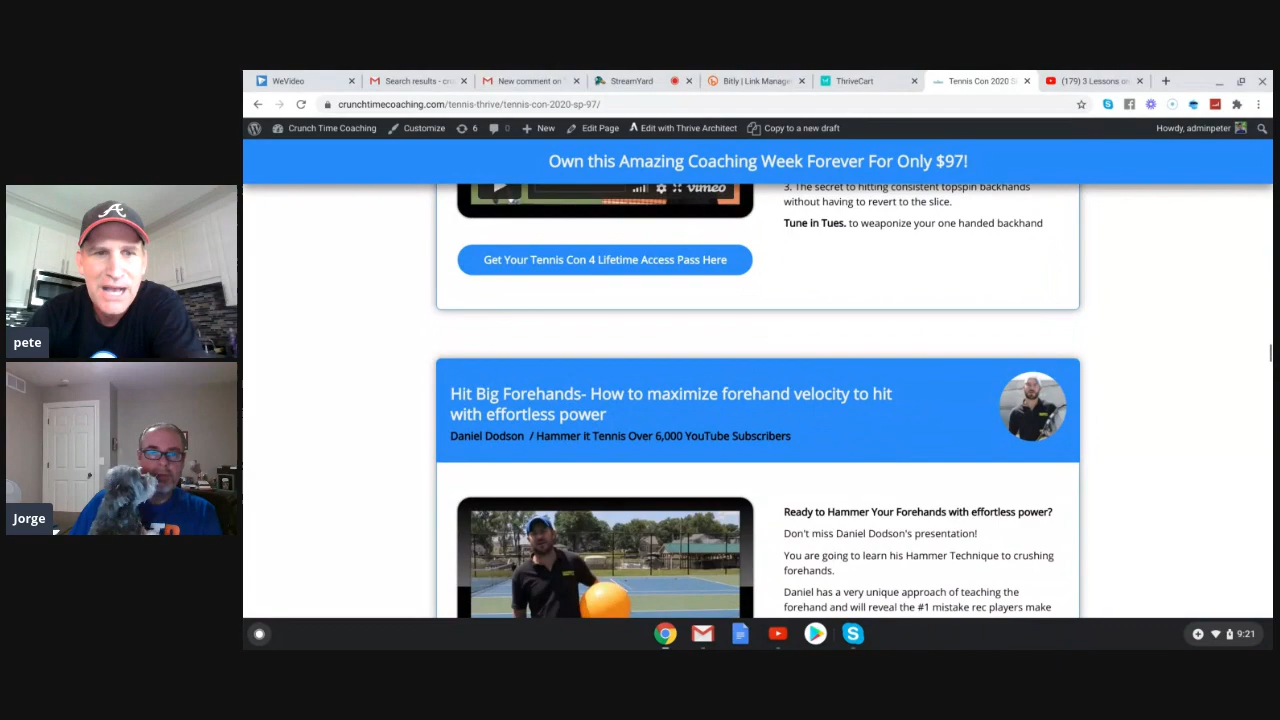 WeVideo
Search results - cru
New comment on "
StreamYard
Bitly | Link Manage
ThriveCart
Tennis Con 2020 S
(179) 3 Lessons on
crunchtimecoaching.com/tennis-thrive/tennis-con-2020-sp-97/
Crunch Time Coaching
Customize
6
0
New
Edit Page
Edit with Thrive Architect
Copy to a new draft
Howdy, adminpeter
Own this Amazing Coaching Week Forever For Only $97!
vimeo
3. The secret to hitting consistent topspin backhands
without having to revert to the slice.
Tune in Tues. to weaponize your one handed backhand
Get Your Tennis Con 4 Lifetime Access Pass Here
Hit Big Forehands- How to maximize forehand velocity to hit
with effortless power
Daniel Dodson / Hammer it Tennis Over 6,000 YouTube Subscribers
Ready to Hammer Your Forehands with effortless power?
Don't miss Daniel Dodson's presentation!
You are going to learn his Hammer Technique to crushing
forehands.
Daniel has a very unique approach of teaching the
forehand and will reveal the #1 mistake rec players make
9:21
A
pete
Jorge